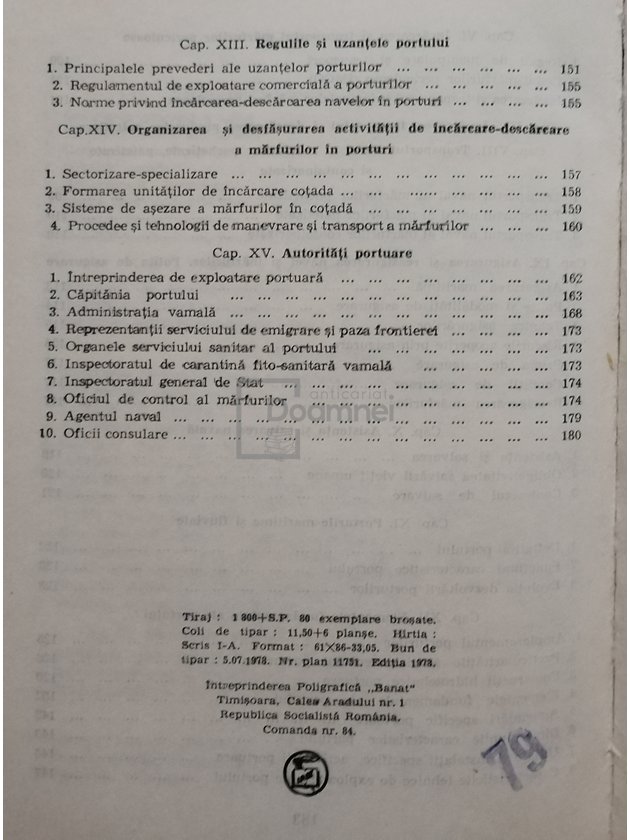 Cap. XIII. Regulile și uzanțele portului
1. Principalele prevederi ale uzanțelor porturilor ... ... ... ... ... ... 151
2. Regulamentul de exploatare comercială a porturilor ... ... ... ... 155
3. Norme privind încărcarea-descărcarea navelor în porturi ... ... ... ... 155
Cap.XIV. Organizarea și desfășurarea activității de încărcare-descărcare
a mărfurilor în porturi
1. Sectorizare-specializare ... ... ... ... ... ... ... ... ... ... ... ... 157
2. Formarea unităților de încărcare cotada ... ... ...... ... ... ... ... 158
3. Sisteme de așezare a mărfurilor în cotadă ... ... ... ... ... ... ... 159
4. Procedee și tehnologii de manevrare și transport a mărfurilor ... ... ... 160
Cap. XV. Autorități portuare
1. Întreprinderea de exploatare portuară ... ... ... ... ... ... ... ... 162
2. Căpitănia portului ... ... ... ... ... ... ... ... ... ... ... ... 163
3. Administrația vamală ... ... ... ... ... ... ... ... ... ... ... ... 168
4. Reprezentanții serviciului de emigrare și paza frontierei ... ... ... ... 173
5. Organele serviciului sanitar al portului ... ... ... ... ... ... ... 173
6. Inspectoratul de carantină fito-sanitară vamală ... ... ... ... ... 173
7. Inspectoratul general de Stat ... ... ... ... ... ... ... ... ... ... 174
8. Oficiul de control al mărfurilor ... ... ... ... ... ... ... ... ... 174
9. Agentul naval ... ... ... ... ... ... ... ... ... ... ... ... ... ... 179
10. Oficii consulare ... ... ... ... ... ... ... ... ... ... ... ... ... ... 180
anticariat
Doamnei
Tiraj : 1 800+S.P. 80 exemplare broșate.
Coli de tipar : 11,50+6 planșe. Hîrtia :
Scris I-A. Format : 61×86-33,05. Bun de
tipar : 5.07.1978. Nr. plan 11751. Ediția 1978.
Întreprinderea Poligrafică „Banat"
Timișoara, Calea Aradului nr. 1
Republica Socialistă România.
Comanda nr. 84.
79